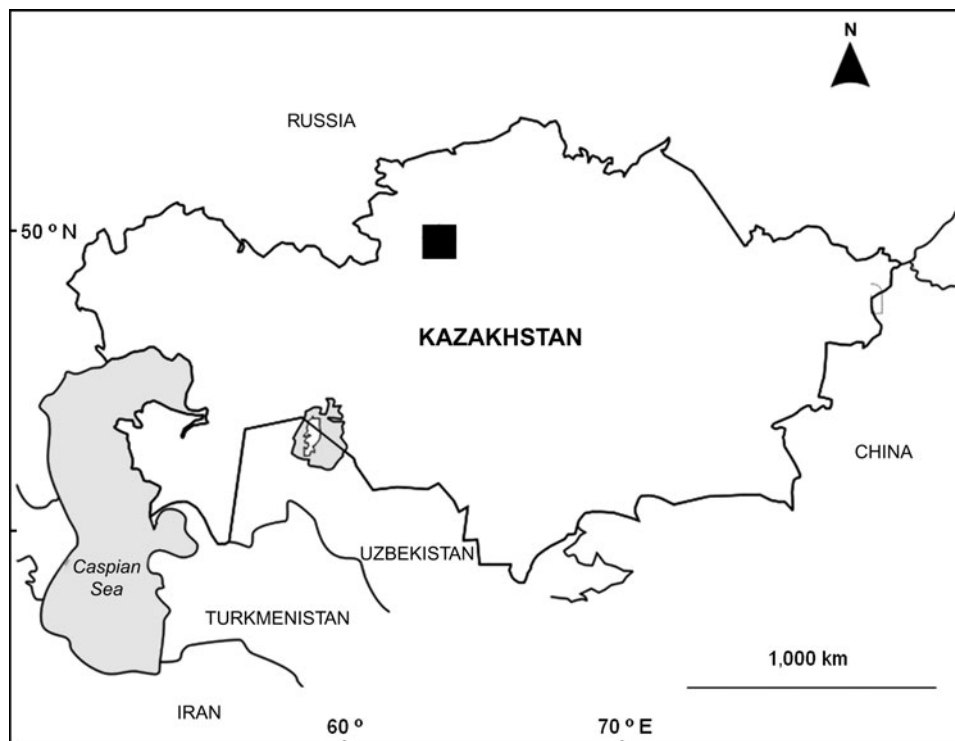 N
RUSSIA
50 º N
KAZAKHSTAN
CHINA
UZBEKISTAN
Caspian
Sea
TURKMENISTAN
1,000 km
IRAN
60 º
70 º E